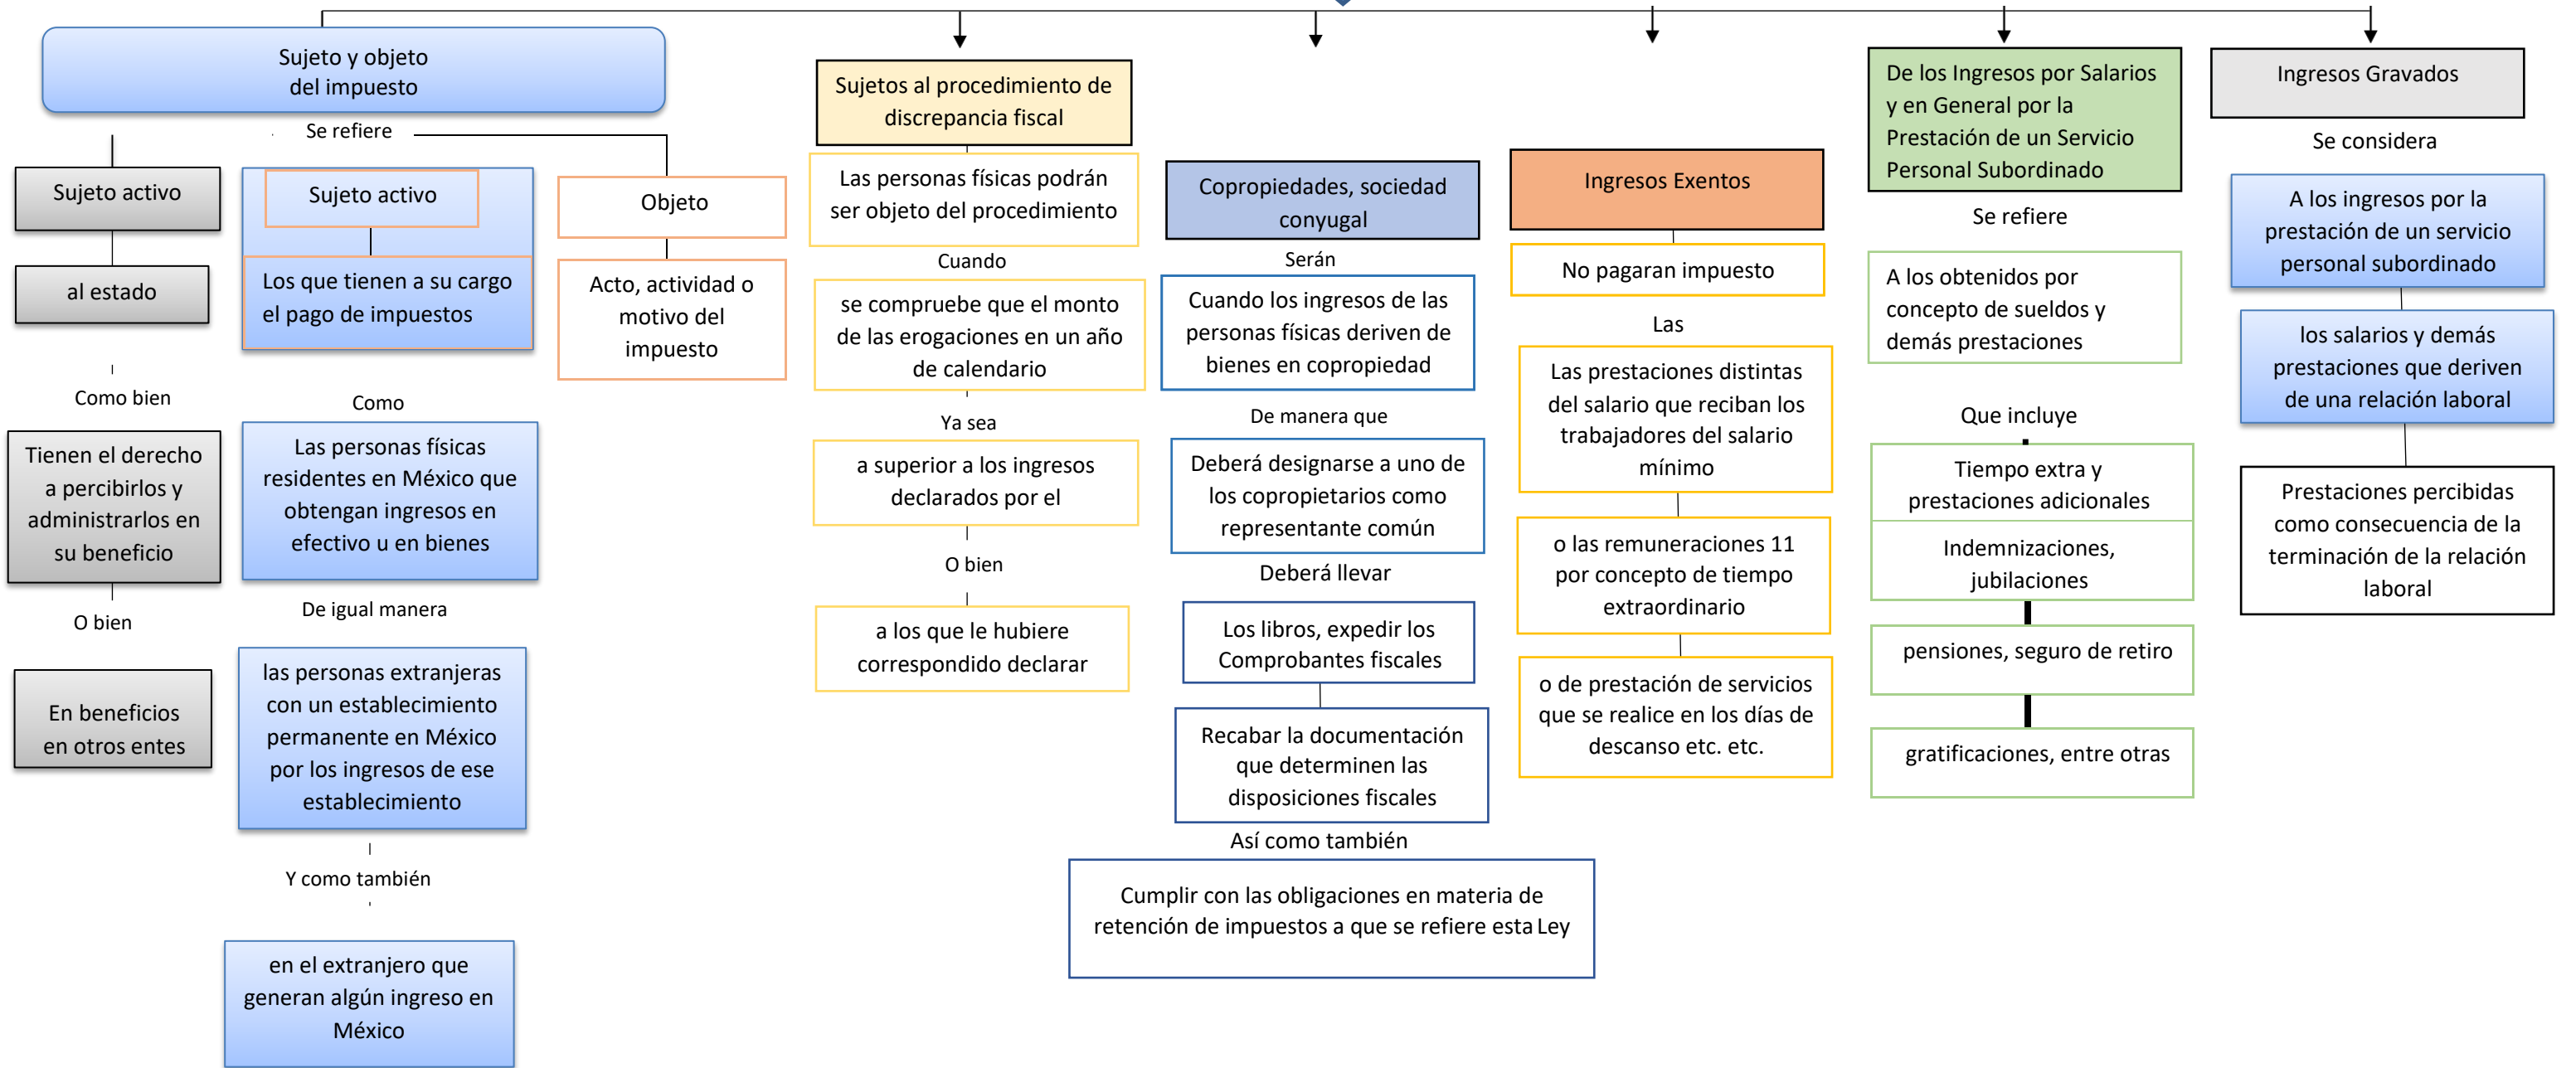 Sujeto y objeto
del impuesto
Se refiere
Sujeto activo
al estado
Como bien
Tienen el derecho
a percibirlos y
administrarlos en
su beneficio
O bien
En beneficios
en otros entes
Sujeto activo
Los que tienen a su cargo
el pago de impuestos
Como
Las personas físicas
residentes en México que
obtengan ingresos en
efectivo u en bienes
De igual manera
las personas extranjeras
con un establecimiento
permanente en México
por los ingresos de ese
establecimiento
Y como también
en el extranjero que
generan algún ingreso en
México
Objeto
Acto, actividad o
motivo del
impuesto
Sujetos al procedimiento de
discrepancia fiscal
Las personas físicas podrán
ser objeto del procedimiento
Cuando
se compruebe que el monto
de las erogaciones en un año
de calendario
Ya sea
a superior a los ingresos
declarados por el
O bien
a los que le hubiere
correspondido declarar
Copropiedades, sociedad
conyugal
Serán
Cuando los ingresos de las
personas físicas deriven de
bienes en copropiedad
De manera que
Deberá designarse a uno de
los copropietarios como
representante común
Deberá llevar
Los libros, expedir los
Comprobantes fiscales
Recabar la documentación
que determinen las
disposiciones fiscales
Así como también
Cumplir con las obligaciones en materia de
retención de impuestos a que se refiere esta Ley
Ingresos Exentos
No pagaran impuesto
Las
Las prestaciones distintas
del salario que reciban los
trabajadores del salario
mínimo
o las remuneraciones 11
por concepto de tiempo
extraordinario
o de prestación de servicios
que se realice en los días de
descanso etc. etc.
De los Ingresos por Salarios
y en General por la
Prestación de un Servicio
Personal Subordinado
Se refiere
A los obtenidos por
concepto de sueldos y
demás prestaciones
Que incluye
Tiempo extra y
prestaciones adicionales
Indemnizaciones,
jubilaciones
pensiones, seguro de retiro
gratificaciones, entre otras
Ingresos Gravados
Se considera
A los ingresos por la
prestación de un servicio
personal subordinado
los salarios y demás
prestaciones que deriven
de una relación laboral
Prestaciones percibidas
como consecuencia de la
terminación de la relación
laboral